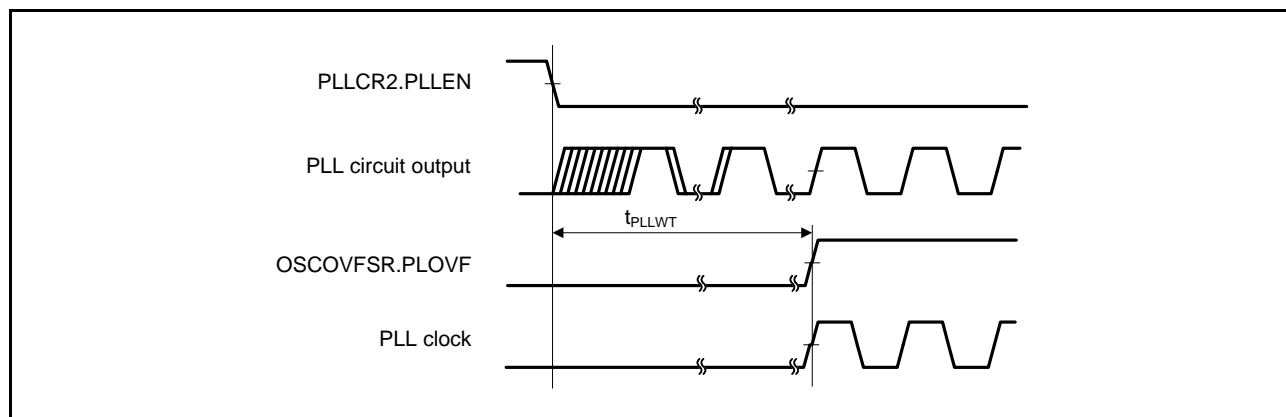 PLLCR2.PLLEN
PLL circuit output
tPLLWT
OSCOVFSR.PLOVF
PLL clock